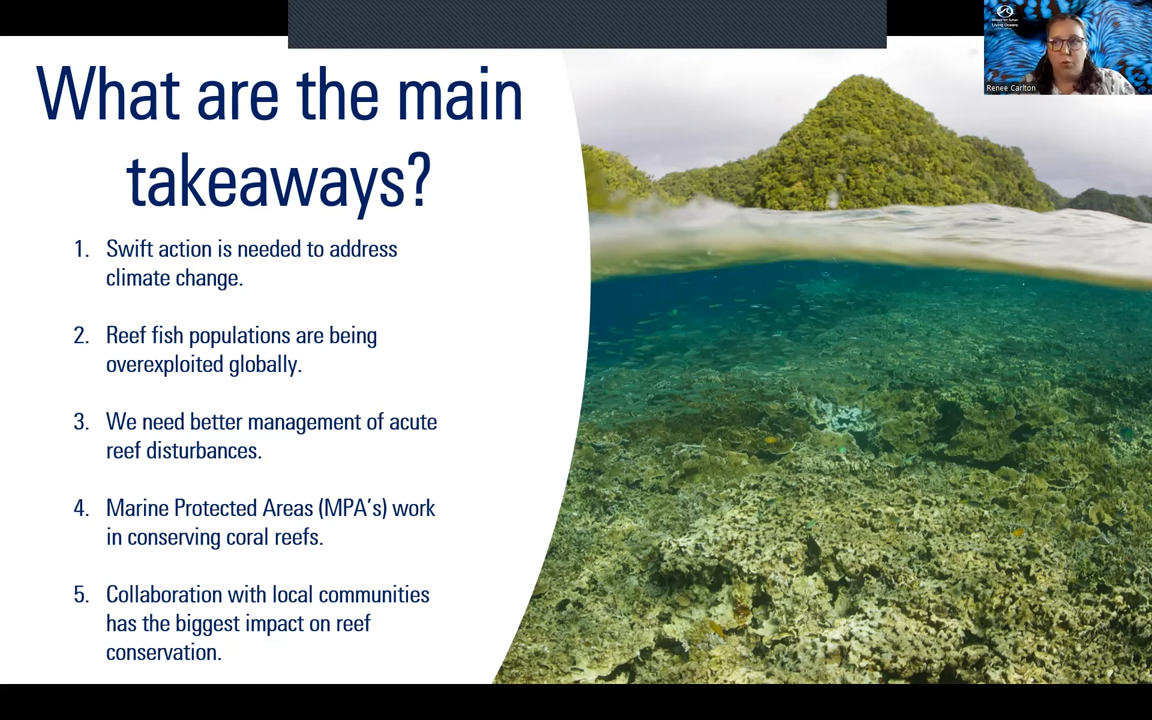 What are the main
takeaways?
1. Swift action is needed to address
climate change.
2. Reef fish populations are being
overexploited globally.
3. We need better management of acute
reef disturbances.
4. Marine Protected Areas (MPA's) work
in conserving coral reefs.
5. Collaboration with local communities
has the biggest impact on reef
conservation.
Living Oceans
Renee Carlton